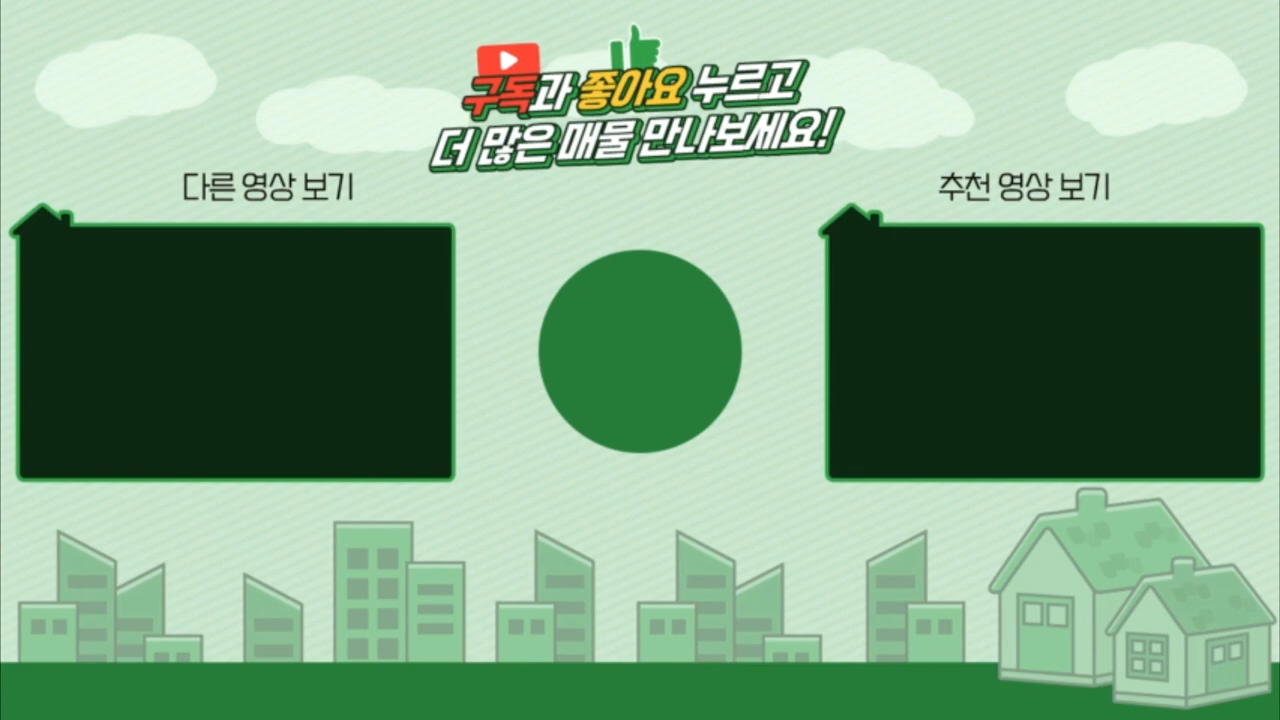 구독과 좋아요 누르고
더 많은 매물 만나보세요!
다른 영상 보기
추천 영상 보기